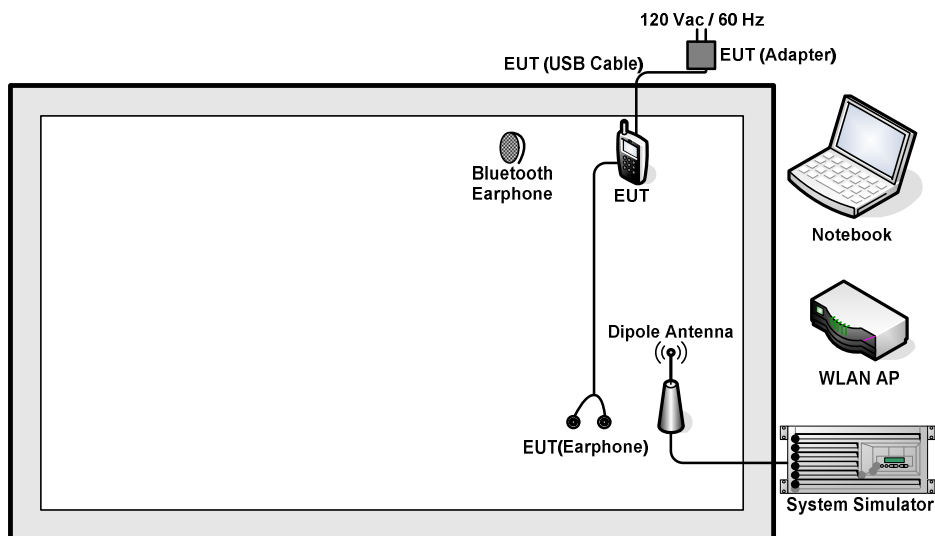 120 Vac / 60 Hz
EUT (USB Cable)
EUT (Adapter)
Bluetooth
Earphone
EUT
Notebook
Dipole Antenna
WLAN AP
EUT(Earphone)
System Simulator